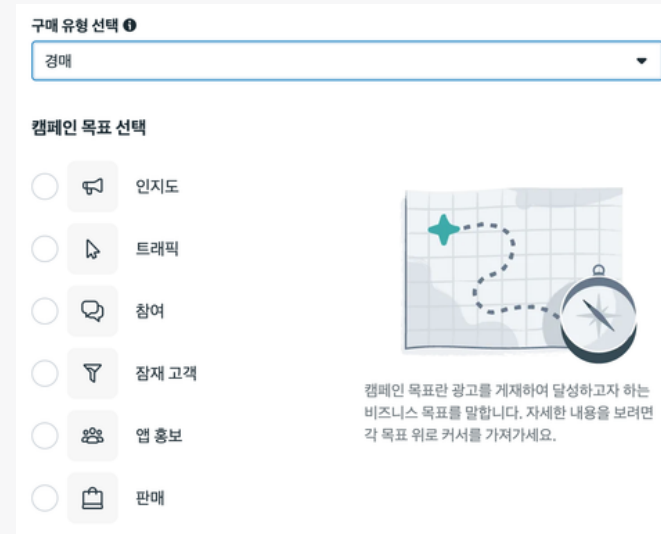 구매 유형 선택
경매
캠페인 목표 선택
인지도
트래픽
참여
잠재 고객
앱 홍보
판매
캠페인 목표란 광고를 게재하여 달성하고자 하는
비즈니스 목표를 말합니다. 자세한 내용을 보려면
각 목표 위로 커서를 가져가세요.